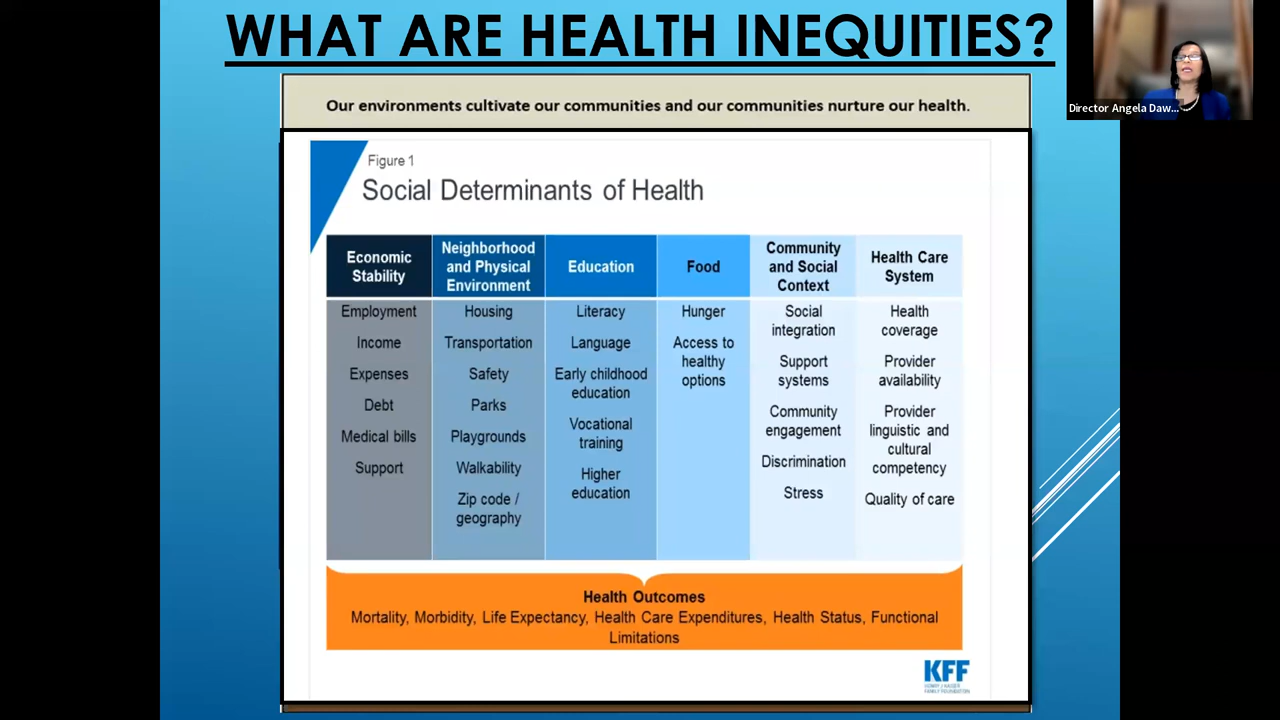 WHAT ARE HEALTH INEQUITIES?
Director Angela Daw...
Our environments cultivate our communities and our communities nurture our health.
Figure 1
Social Determinants of Health
Economic
Stability
Employment
Income
Expenses
Debt
Medical bills
Support
Neighborhood
and Physical
Environment
Housing
Transportation
Safety
Parks
Playgrounds
Walkability
Zip code /
geography
Education
Literacy
Language
Early childhood
education
Vocational
training
Higher
education
Food
Hunger
Access to
healthy
options
Community
and Social
Context
Social
integration
Support
systems
Community
engagement
Discrimination
Stress
Health Care
System
Health
coverage
Provider
availability
Provider
linguistic and
cultural
competency
Quality of care
Health Outcomes
Mortality, Morbidity, Life Expectancy, Health Care Expenditures, Health Status, Functional
Limitations
KFF
HENRY J KAISER
FAMILY FOUNDATION